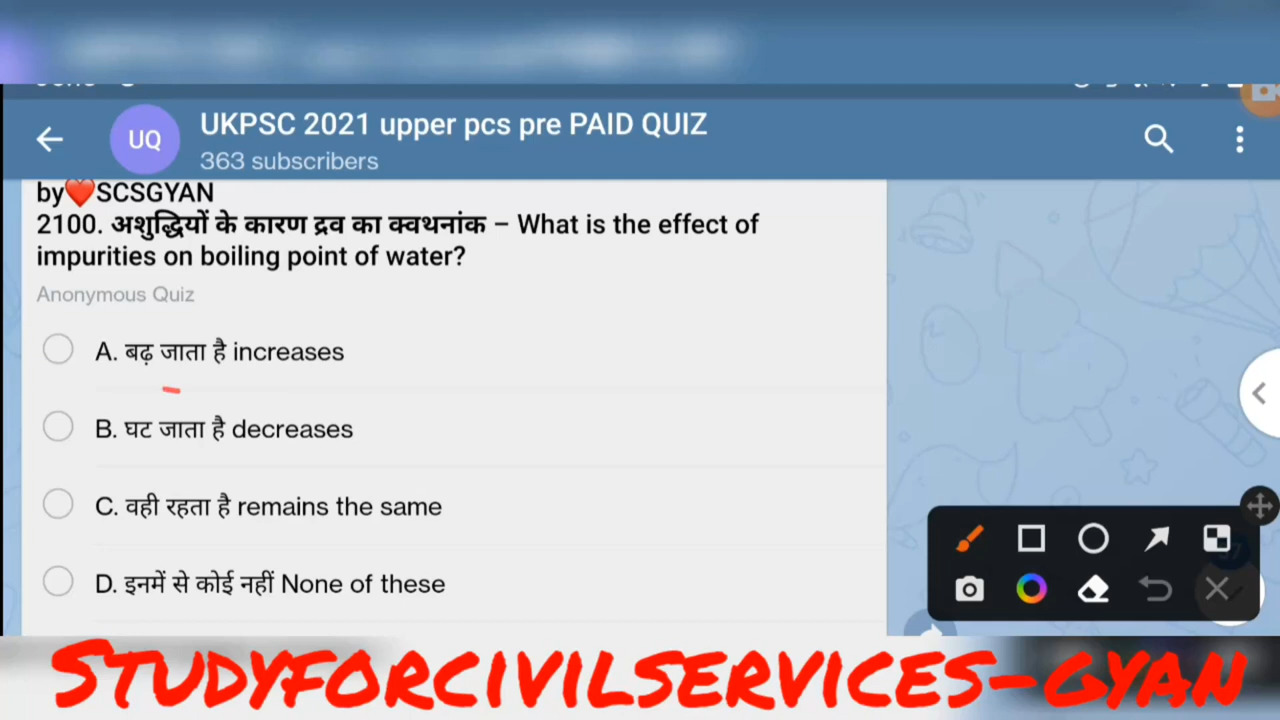 UQ
UKPSC 2021 upper pcs pre PAID QUIZ
363 subscribers
by❤️SCSGYAN
2100. अशुद्धियों के कारण द्रव का क्वथनांक – What is the effect of
impurities on boiling point of water?
Anonymous Quiz
A. बढ़ जाता है increases
B. घट जाता है decreases
C. वही रहता है remains the same
D. इनमें से कोई नहीं None of these
STUDYFORCIVILSERVICES-GYAN